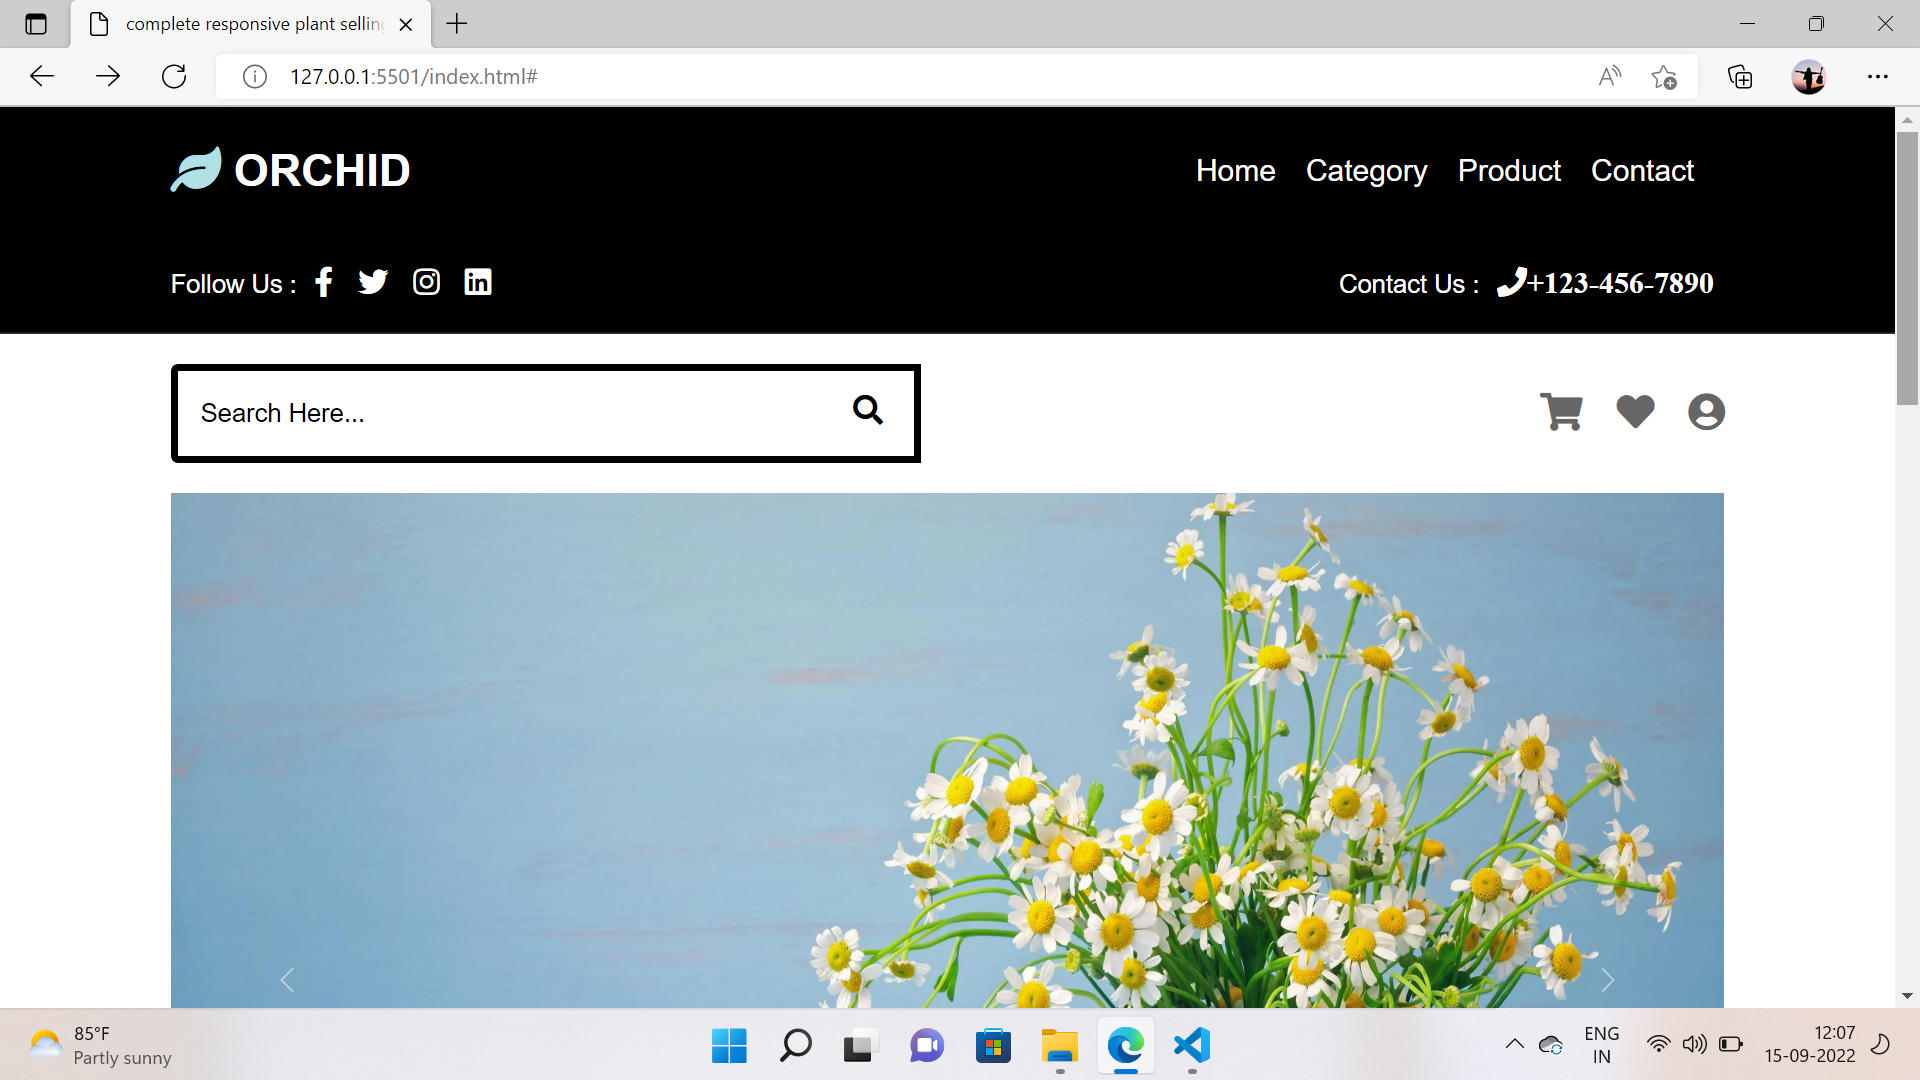 complete responsive plant selling
127.0.0.1:5501/index.html#
ORCHID
Home Category Product Contact
Follow Us :
Contact Us : +123-456-7890
Search Here...
85°F
Partly sunny
ENG
IN
12:07
15-09-2022